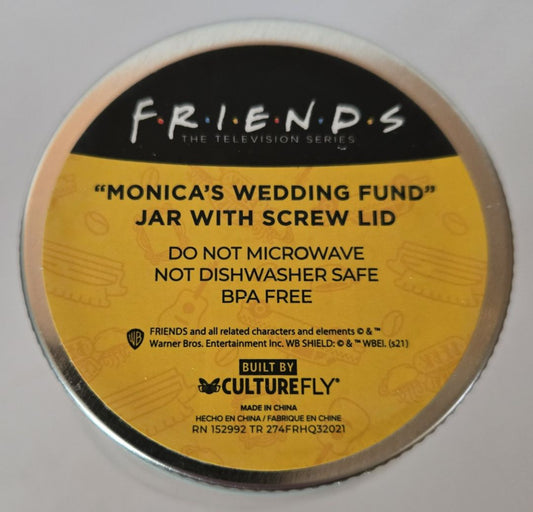 F·R·I·E·N·D·S
THE TELEVISION SERIES
"MONICA'S WEDDING FUND"
JAR WITH SCREW LID
DO NOT MICROWAVE
NOT DISHWASHER SAFE
BPA FREE
WB FRIENDS and all related characters and elements © & ™
Warner Bros. Entertainment Inc. WB SHIELD: © & ™ WBEI. (s21)
BUILT BY
CULTUREFLY®
MADE IN CHINA
HECHO EN CHINA / FABRIQUE EN CHINE
RN 152992 TR 274FRHQ32021